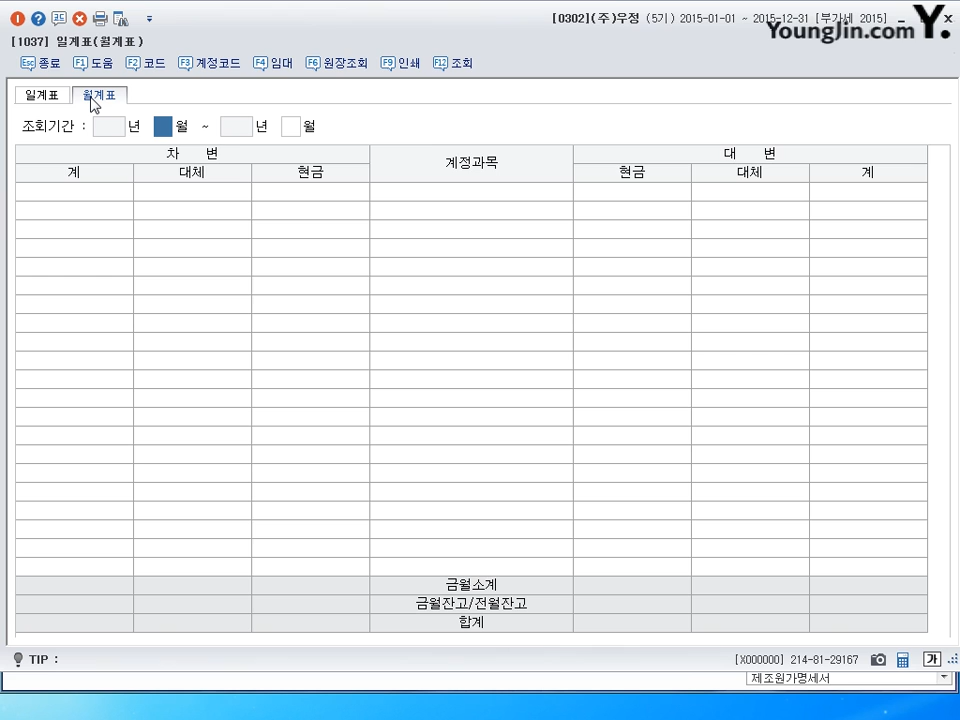 [0302](주)우정 (5기) 2015-01-01 ~ 2015-12-31 [부가세 2015]
YoungJin.com Y.
[1037] 일계표(월계표)
Esc 종료 F1 도움 F2 코드 F3 계정코드 F4 임대 F6 원장조회 F9 인쇄 F12 조회
일계표 월계표
조회기간 : 년 월 ~ 년 월
차 변 계정과목 대 변
계 대체 현금 현금 대체 계
금월소계
금월잔고/전월잔고
합계
TIP : [X000000] 214-81-29167 가
제조원가명세서